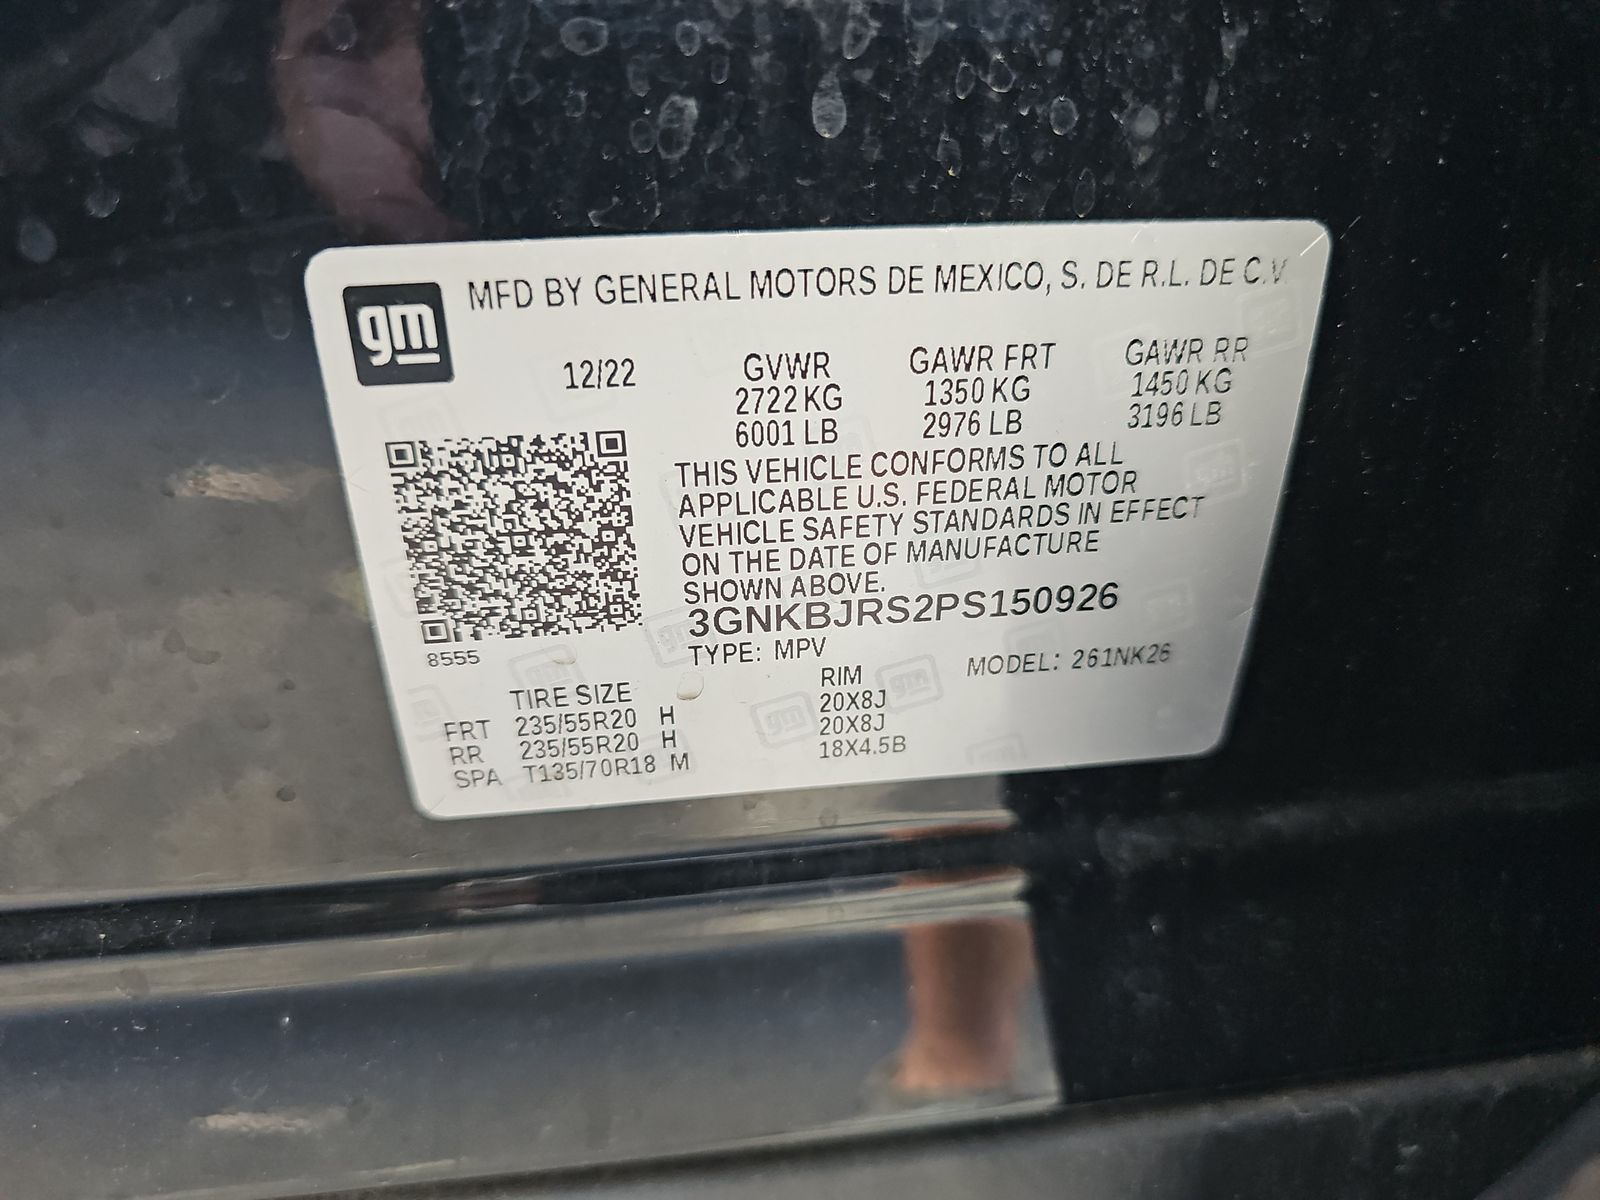 gm
MFD BY GENERAL MOTORS DE MEXICO, S. DE R.L. DE C.V.
12/22 GVWR GAWR FRT GAWR RR
2722 KG 1350 KG 1450 KG
6001 LB 2976 LB 3196 LB
THIS VEHICLE CONFORMS TO ALL
APPLICABLE U.S. FEDERAL MOTOR
VEHICLE SAFETY STANDARDS IN EFFECT
ON THE DATE OF MANUFACTURE
SHOWN ABOVE.
3GNKBJRS2PS150926
8555
TYPE: MPV MODEL: 261NK26
TIRE SIZE RIM
FRT 235/55R20 H 20X8J
RR 235/55R20 H 20X8J
SPA T135/70R18 M 18X4.5B